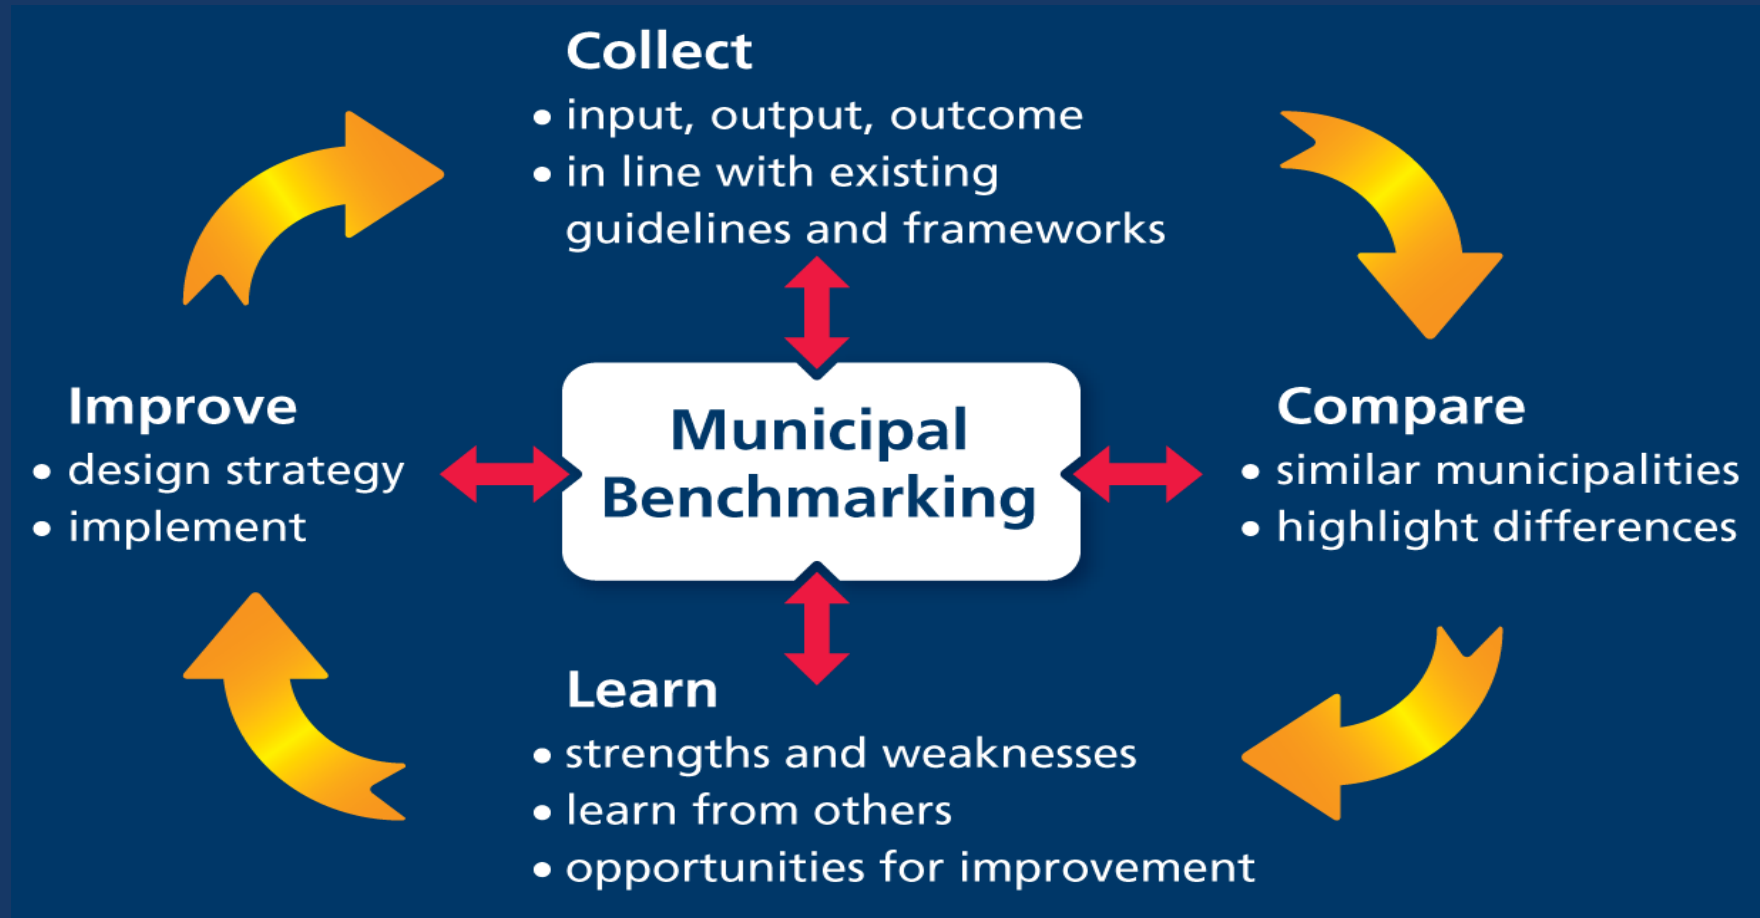 Collect
• input, output, outcome
• in line with existing
guidelines and frameworks
Improve
• design strategy
• implement
Municipal
Benchmarking
Compare
• similar municipalities
• highlight differences
Learn
• strengths and weaknesses
• learn from others
• opportunities for improvement